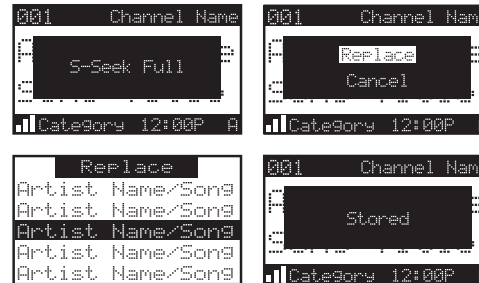 001 Channel Name
S-Seek Full
Category 12:00P A
001 Channel Nam
Replace
Cancel
Category 12:00P
Replace
Artist Name/Song
Artist Name/Song
Artist Name/Song
Artist Name/Song
Artist Name/Song
001 Channel Nam
Stored
Category 12:00P